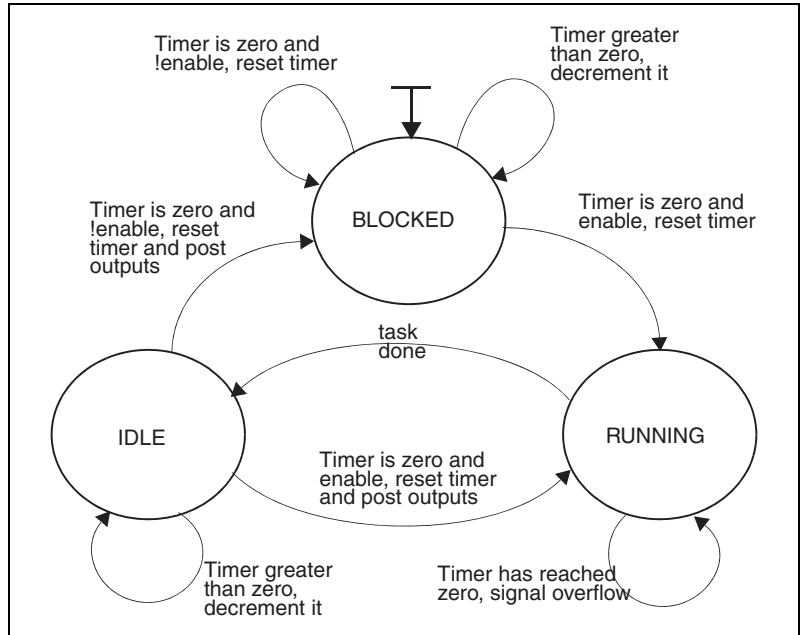 Timer is zero and
!enable, reset timer
Timer greater
than zero,
decrement it
BLOCKED
Timer is zero and
enable, reset timer
Timer is zero and
!enable, reset
timer and post
outputs
task
done
IDLE
RUNNING
Timer is zero and
enable, reset timer
and post outputs
Timer greater
than zero,
decrement it
Timer has reached
zero, signal overflow